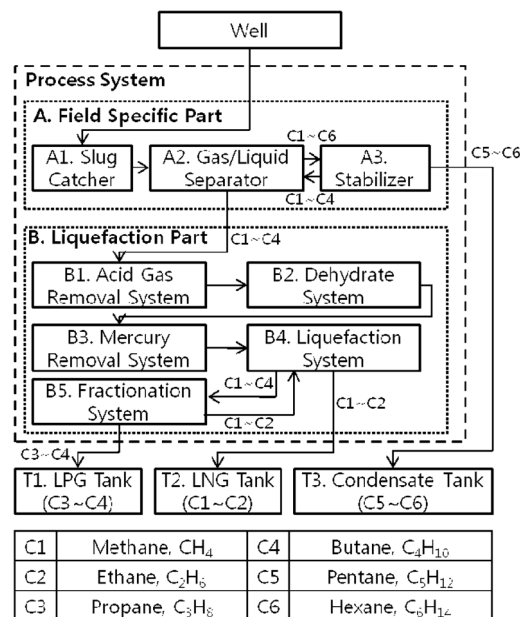 Well
Process System
A. Field Specific Part
C1~C6
C5~C6
A1. Slug
Catcher
A2. Gas/Liquid
Separator
A3.
Stabilizer
C1~C4
B. Liquefaction Part
C1~C4
B1. Acid Gas
Removal System
B2. Dehydrate
System
B3. Mercury
Removal System
B4. Liquefaction
System
B5. Fractionation
System
C1~C4
C1~C2
C1~C2
C3~C4
T1. LPG Tank
(C3~C4)
T2. LNG Tank
(C1~C2)
T3. Condensate Tank
(C5~C6)
C1 Methane, CH₄ C4 Butane, C₄H₁₀
C2 Ethane, C₂H₆ C5 Pentane, C₅H₁₂
C3 Propane, C₃H₈ C6 Hexane, C₆H₁₄